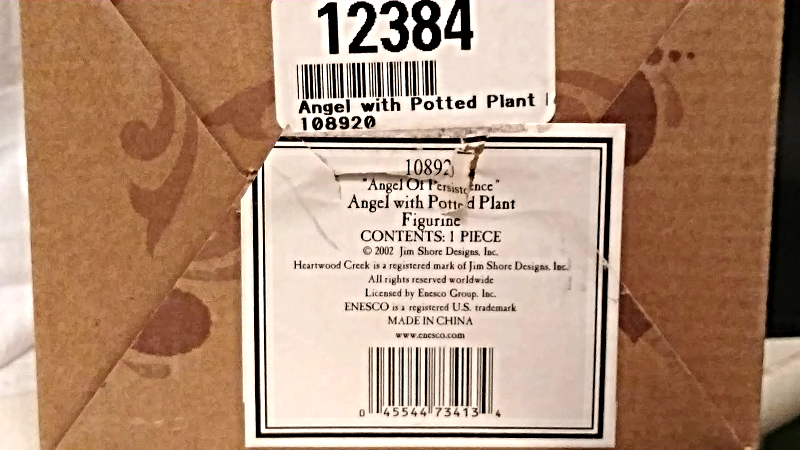 12384
Angel with Potted Plant
108920
10892
"Angel Of Persistence"
Angel with Potted Plant
Figurine
CONTENTS: 1 PIECE
© 2002 Jim Shore Designs, Inc.
Heartwood Creek is a registered mark of Jim Shore Designs, Inc.
All rights reserved worldwide
Licensed by Enesco Group, Inc.
ENESCO is a registered U.S. trademark
MADE IN CHINA
www.enesco.com
0 45544 73413 4